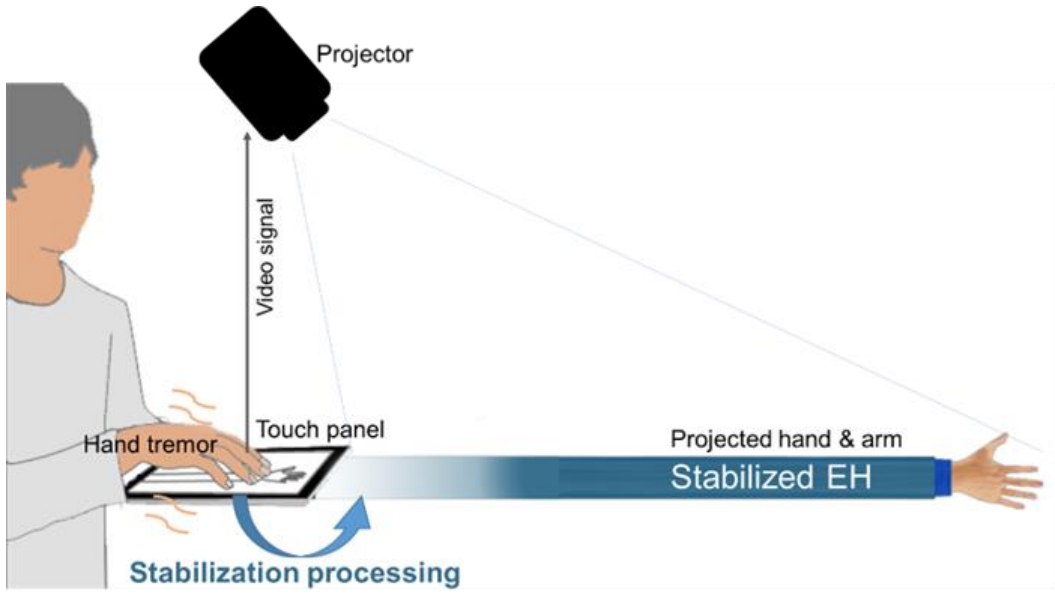 Projector
Video signal
Touch panel
Hand tremor
Projected hand & arm
Stabilized EH
Stabilization processing